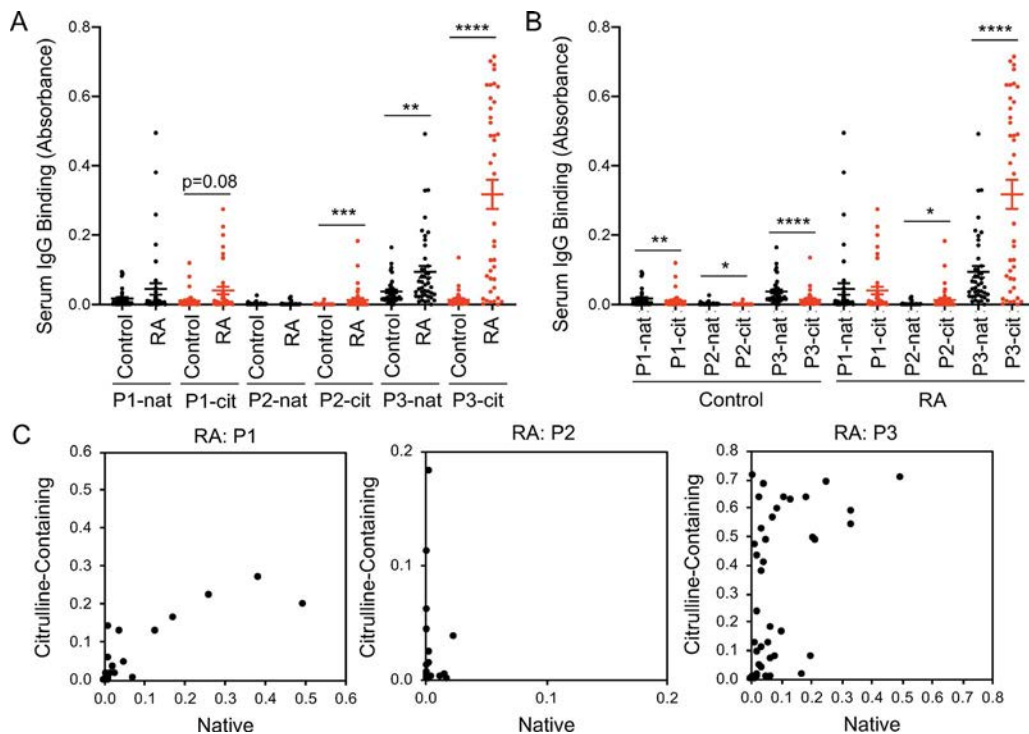 A
Serum IgG Binding (Absorbance)
0.8
0.6
0.4
0.2
0.0
p=0.08
***
**
****
Control
RA
Control
RA
Control
RA
Control
RA
Control
RA
Control
RA
P1-nat P1-cit P2-nat P2-cit P3-nat P3-cit
B
Serum IgG Binding (Absorbance)
0.8
0.6
0.4
0.2
0.0
**
*
****
*
****
P1-nat
P1-cit
P2-nat
P2-cit
P3-nat
P3-cit
P1-nat
P1-cit
P2-nat
P2-cit
P3-nat
P3-cit
Control RA
C
RA: P1
Citrulline-Containing
0.6
0.5
0.4
0.3
0.2
0.1
0.0
0.0 0.1 0.2 0.3 0.4 0.5 0.6
Native
RA: P2
Citrulline-Containing
0.2
0.1
0.0
0.0 0.1 0.2
Native
RA: P3
Citrulline-Containing
0.8
0.7
0.6
0.5
0.4
0.3
0.2
0.1
0.0
0.0 0.1 0.2 0.3 0.4 0.5 0.6 0.7 0.8
Native